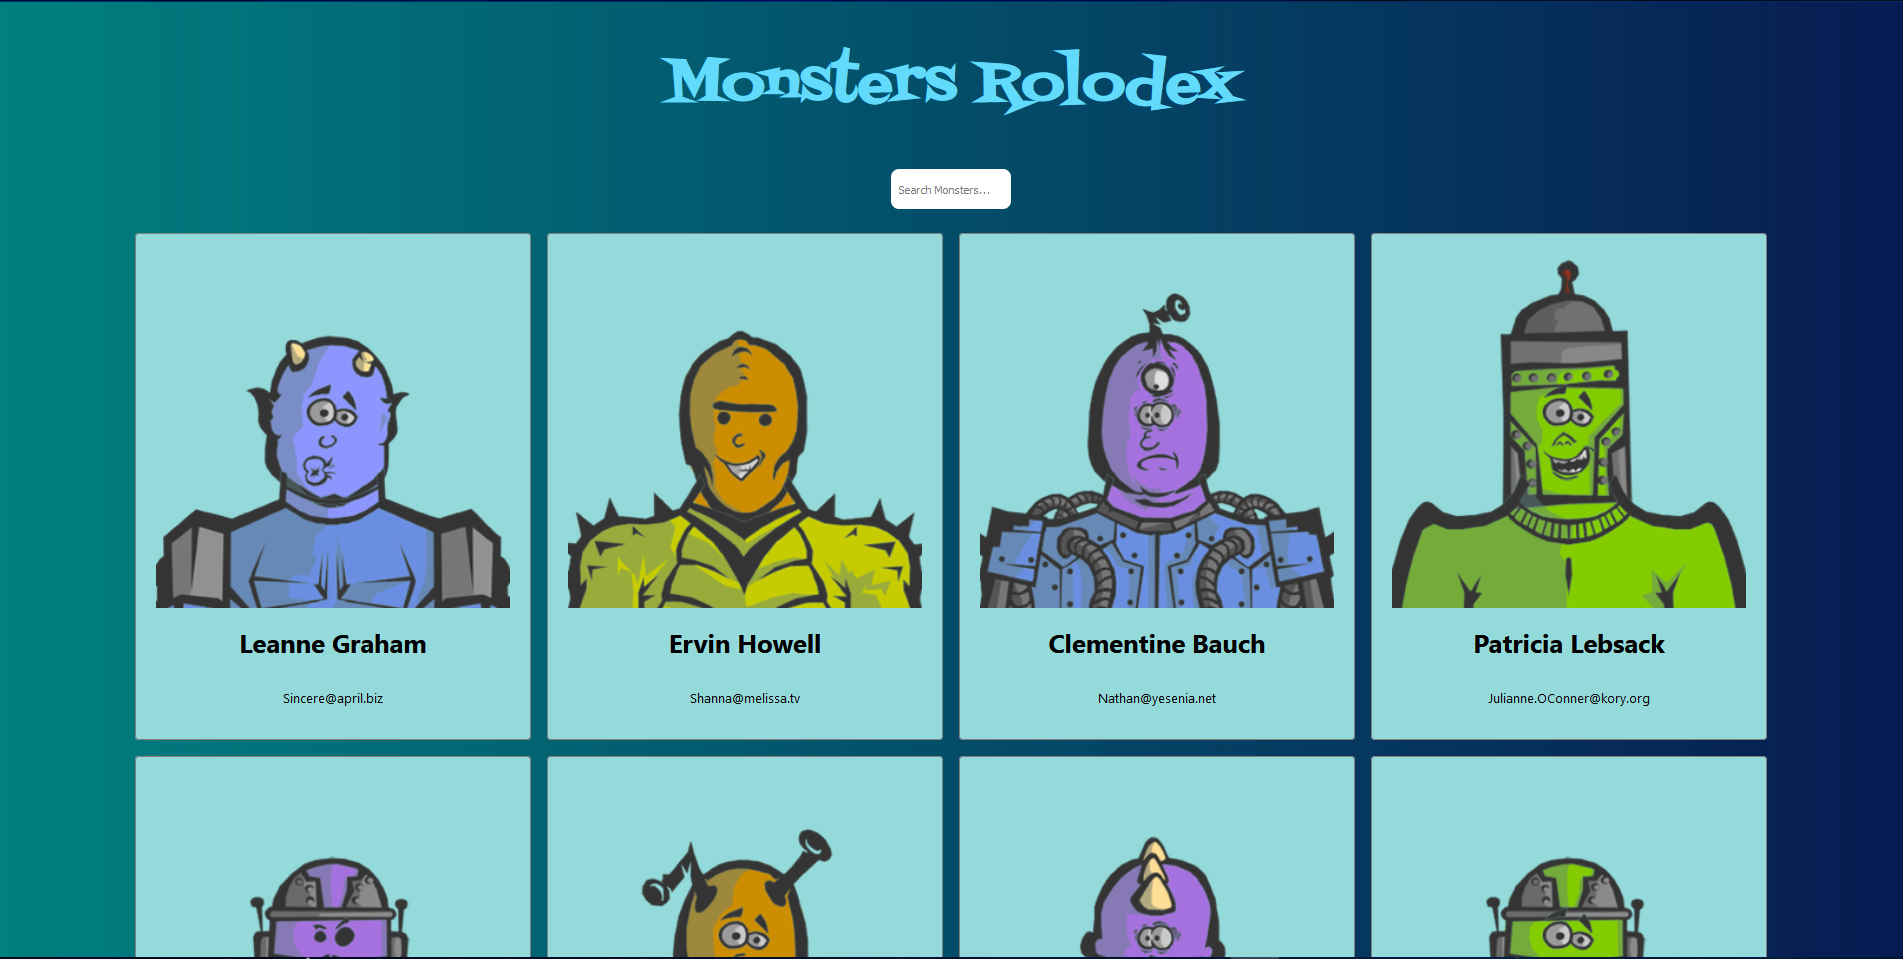 Monsters Rolodex
Search Monsters...
Leanne Graham
Sincere@april.biz
Ervin Howell
Shanna@melissa.tv
Clementine Bauch
Nathan@yesenia.net
Patricia Lebsack
Julianne.OConner@kory.org